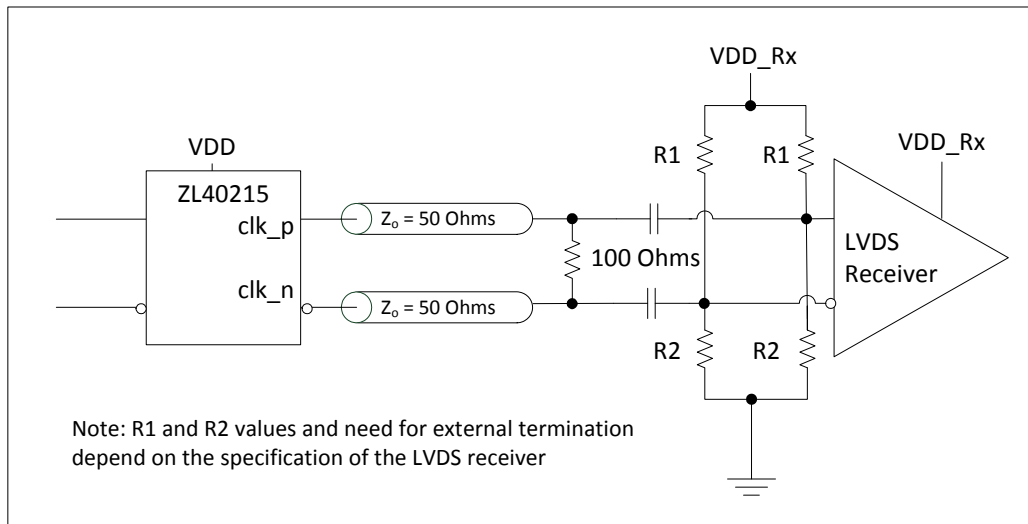 VDD_Rx
R1
R1
VDD_Rx
VDD
ZL40215
clk_p
Zo = 50 Ohms
LVDS
Receiver
100 Ohms
clk_n
Zo = 50 Ohms
R2
R2
Note: R1 and R2 values and need for external termination
depend on the specification of the LVDS receiver